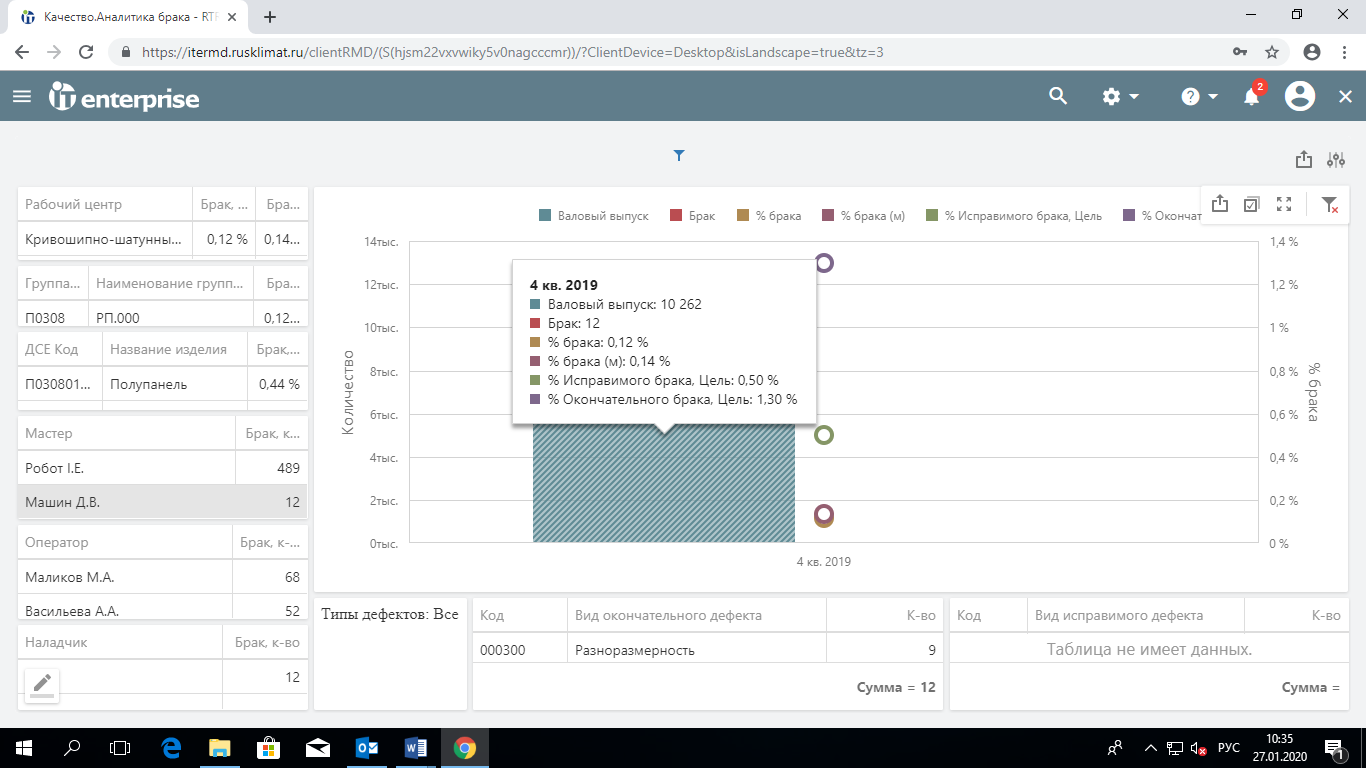 Качество.Аналитика брака - RTF
https://itermd.rusklimat.ru/clientRMD/(S(hjsm22vxvwiky5v0nagcccmr))/?ClientDevice=Desktop&isLandscape=true&tz=3
it enterprise
2
Рабочий центр Брак, ... Бра...
Кривошипно-шатунны... 0,12 % 0,14...
Группа... Наименование групп... Бра...
П0308 РП.000 0,12...
ДСЕ Код Название изделия Брак,...
П030801... Полупанель 0,44 %
Мастер Брак, к...
Робот I.E. 489
Машин Д.В. 12
Оператор Брак, к-...
Маликов М.А. 68
Васильева А.А. 52
Наладчик Брак, к-во
12
Валовый выпуск Брак % брака % брака (м) % Исправимого брака, Цель % Окончат
14тыс.
12тыс.
10тыс.
8тыс.
6тыс.
4тыс.
2тыс.
0тыс.
Количество
4 кв. 2019
Валовый выпуск: 10 262
Брак: 12
% брака: 0,12 %
% брака (м): 0,14 %
% Исправимого брака, Цель: 0,50 %
% Окончательного брака, Цель: 1,30 %
1,4 %
1,2 %
1 %
0,8 %
0,6 %
0,4 %
0,2 %
0 %
% брака
4 кв. 2019
Типы дефектов: Все
Код Вид окончательного дефекта К-во
000300 Разноразмерность 9
Сумма = 12
Код Вид исправимого дефекта К-во
Таблица не имеет данных.
Сумма =
РУС
10:35
27.01.2020
1